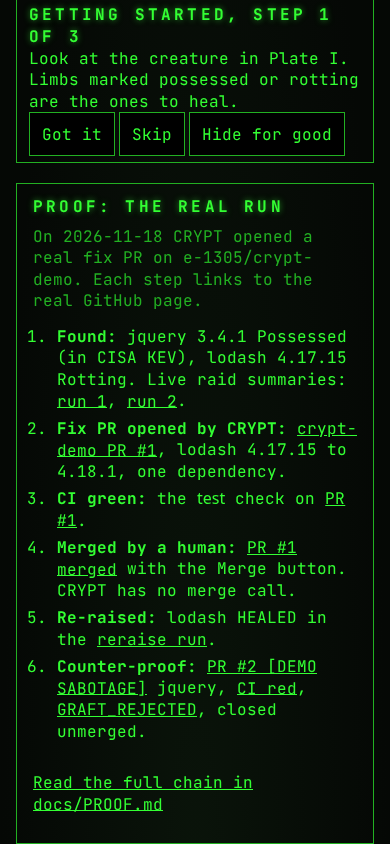 GETTING STARTED, STEP 1
OF 3
Look at the creature in Plate I.
Limbs marked possessed or rotting
are the ones to heal.
Got it
Skip
Hide for good
PROOF: THE REAL RUN
On 2026-11-18 CRYPT opened a
real fix PR on e-1305/crypt-
demo. Each step links to the
real GitHub page.
1. Found: jquery 3.4.1 Possessed
(in CISA KEV), lodash 4.17.15
Rotting. Live raid summaries:
run 1, run 2.
2. Fix PR opened by CRYPT: crypt-
demo PR #1, lodash 4.17.15 to
4.18.1, one dependency.
3. CI green: the test check on PR
#1.
4. Merged by a human: PR #1
merged with the Merge button.
CRYPT has no merge call.
5. Re-raised: lodash HEALED in
the reraise run.
6. Counter-proof: PR #2 [DEMO
SABOTAGE] jquery, CI red,
GRAFT_REJECTED, closed
unmerged.
Read the full chain in
docs/PROOF.md